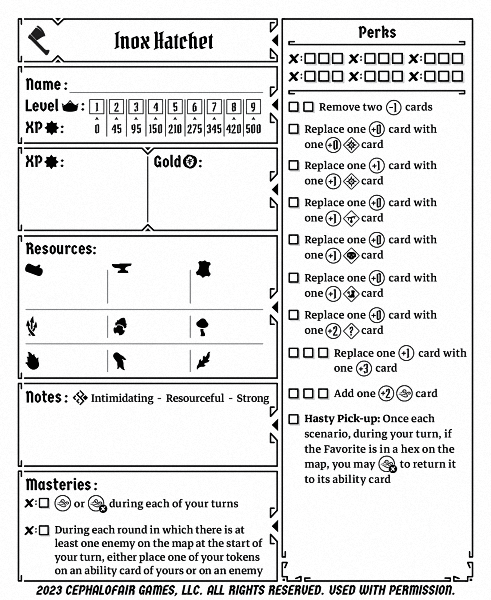 Inox Hatchet
Name:
Level : 1 2 3 4 5 6 7 8 9
XP : 0 45 95 150 210 275 345 420 500
XP : Gold :
Resources:
Notes: Intimidating - Resourceful - Strong
Masteries:
x: or during each of your turns
x: During each round in which there is at
least one enemy on the map at the start of
your turn, either place one of your tokens
on an ability card of yours or on an enemy
Perks
x: x: x:
x: x: x:
Remove two -1 cards
Replace one +0 card with
one +0 card
Replace one +1 card with
one +1 card
Replace one +0 card with
one +1 card
Replace one +0 card with
one +1 card
Replace one +0 card with
one +1 card
Replace one +0 card with
one +2 ? card
Replace one +1 card with
one +3 card
Add one +2 card
Hasty Pick-up: Once each
scenario, during your turn, if
the Favorite is in a hex on the
map, you may to return it
to its ability card
2023 CEPHALOFAIR GAMES, LLC. ALL RIGHTS RESERVED. USED WITH PERMISSION.